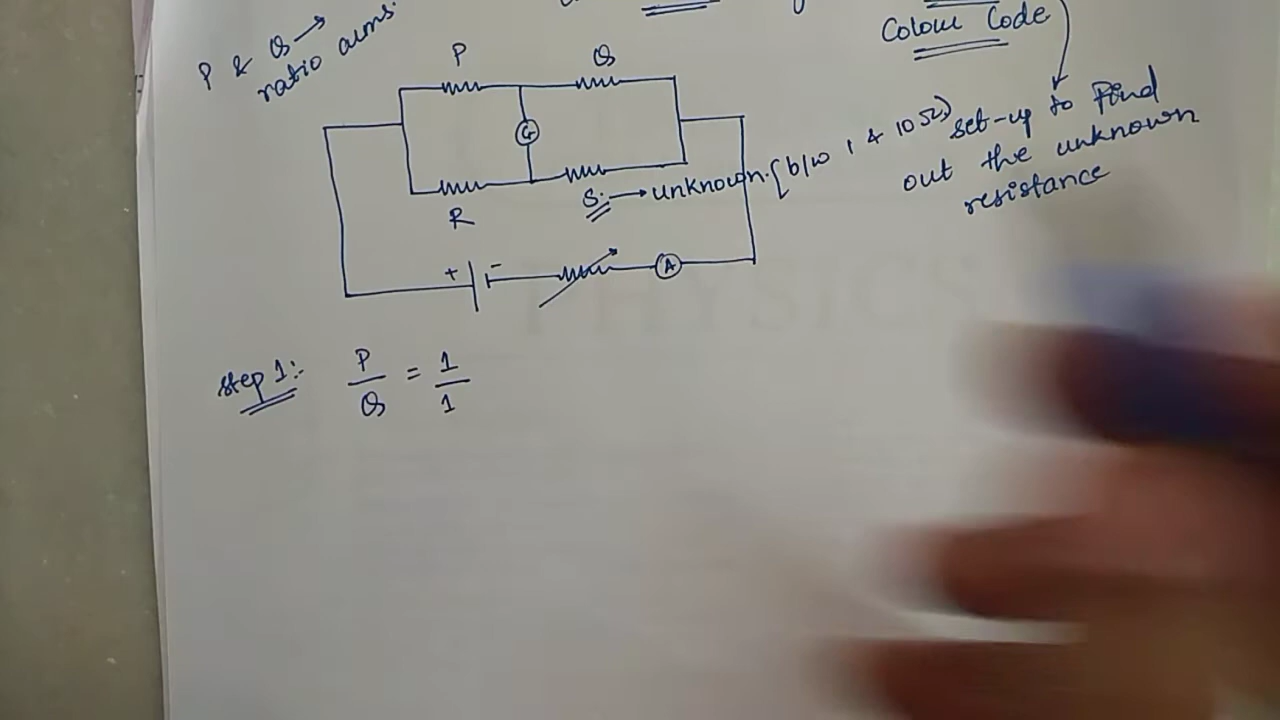 P & Q →
ratio arms.
Colour Code
P
Q
G
set-up to find
out the unknown
resistance
R
S → unknown. (b/w 1 & 10 Ω)
+
-
A
PHYSICS
Step 1:- P/Q = 1/1